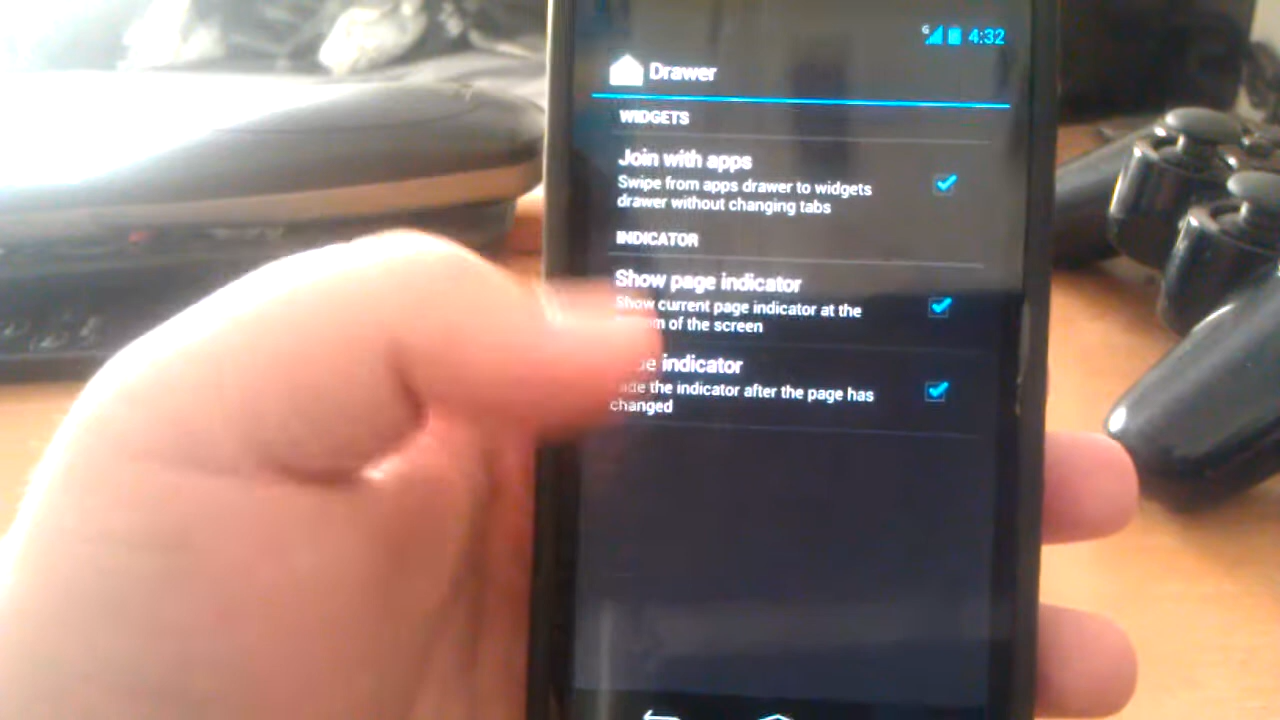 G 4:32
Drawer
WIDGETS
Join with apps
Swipe from apps drawer to widgets
drawer without changing tabs
INDICATOR
Show page indicator
Show current page indicator at the
of the screen
indicator
the indicator after the page has
changed